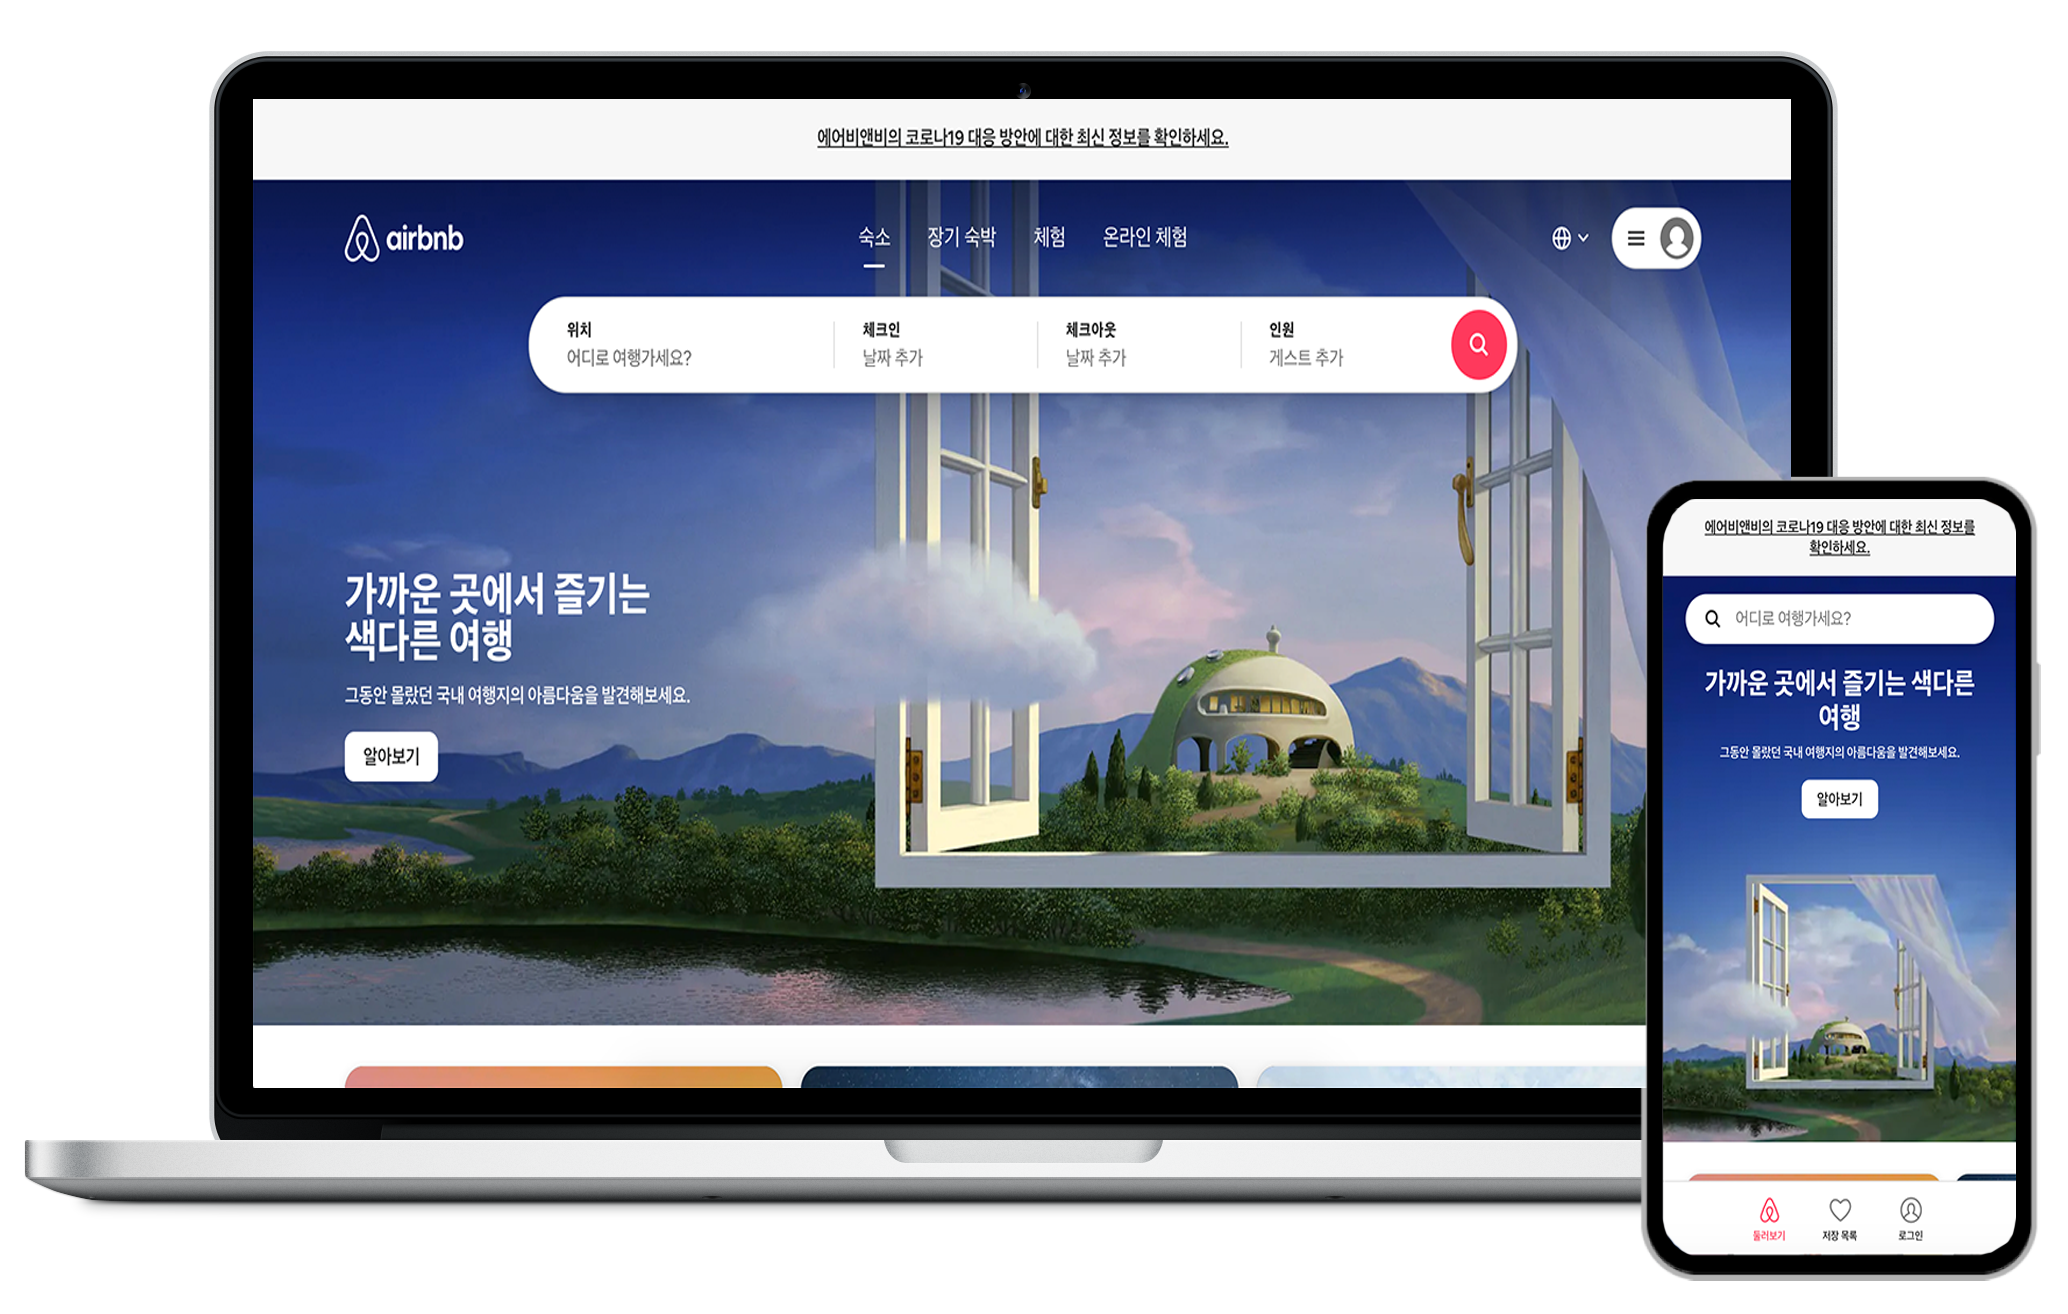 에어비앤비의 코로나19 대응 방안에 대한 최신 정보를 확인하세요.
airbnb
숙소 장기 숙박 체험 온라인 체험
위치 체크인 체크아웃 인원
어디로 여행가세요? 날짜 추가 날짜 추가 게스트 추가
가까운 곳에서 즐기는
색다른 여행
그동안 몰랐던 국내 여행지의 아름다움을 발견해보세요.
알아보기
에어비앤비의 코로나19 대응 방안에 대한 최신 정보를
확인하세요.
어디로 여행가세요?
가까운 곳에서 즐기는 색다른
여행
그동안 몰랐던 국내 여행지의 아름다움을 발견해보세요.
알아보기
둘러보기 저장 목록 로그인